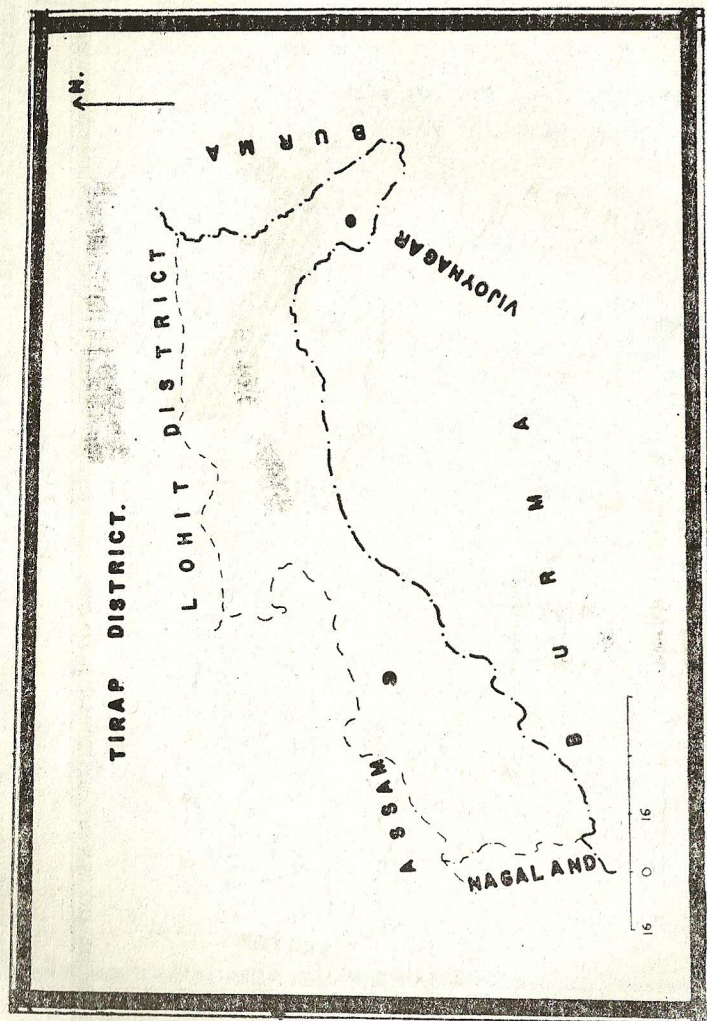 TIRAP DISTRICT.
N.
LOHIT DISTRICT
BURMA
VIJOYNAGAR
ASSAM
NAGALAND
BURMA
16 0 16